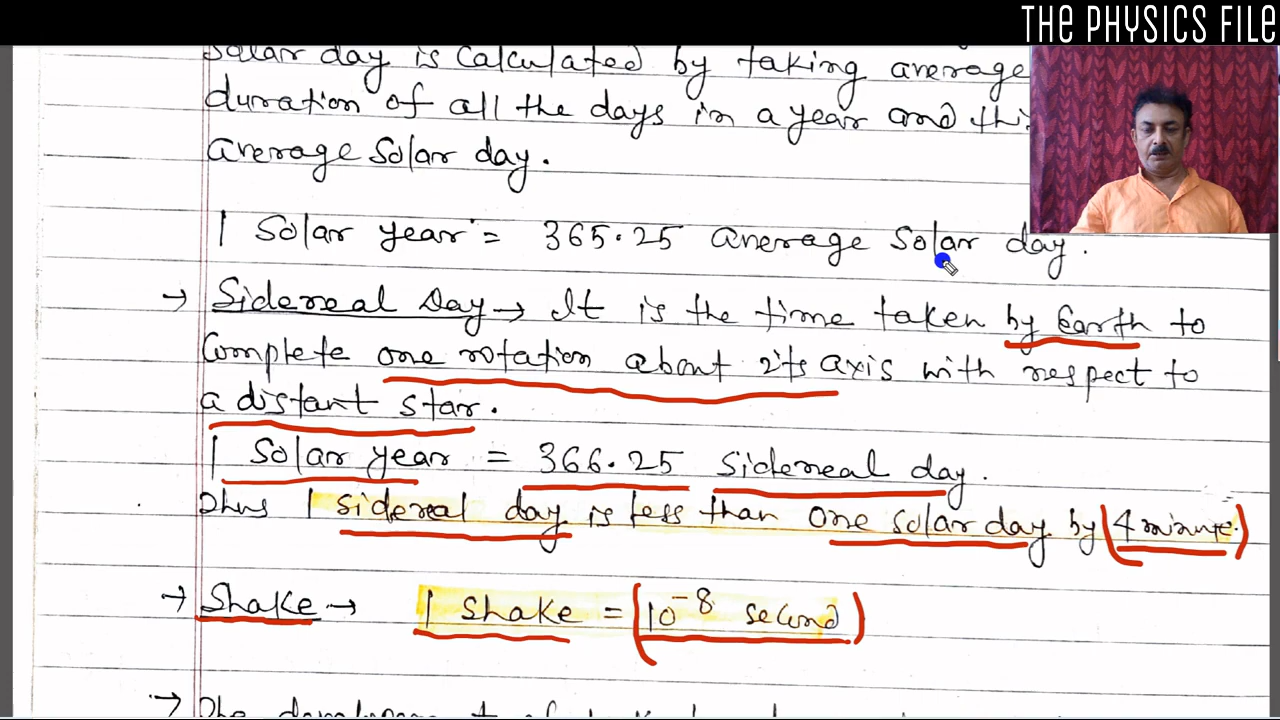 THE PHYSICS FILE
Solar day is calculated by taking average
duration of all the days in a year and thi
average solar day.
1 Solar year = 365.25 average solar day.
→ Sidereal Day → It is the time taken by Earth to
Complete one rotation about its axis with respect to
a distant star.
1 Solar year = 366.25 Sidereal day.
Thus 1 sidereal day is less than one solar day by (4 minute.)
→ Shake → 1 Shake = (10⁻⁸ second)
→ The